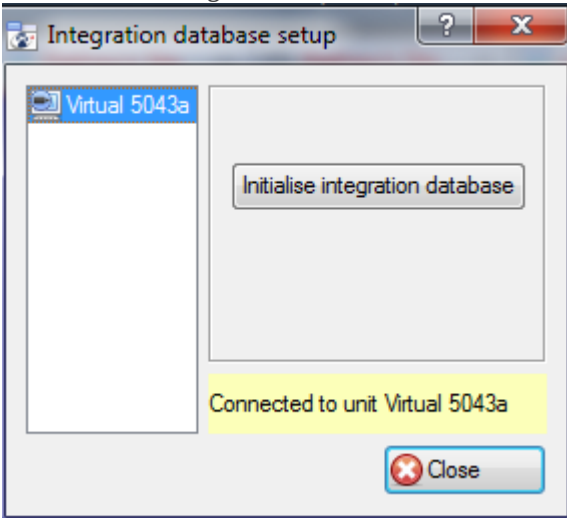 Integration database setup
? X
Virtual 5043a
Initialise integration database
Connected to unit Virtual 5043a
Close